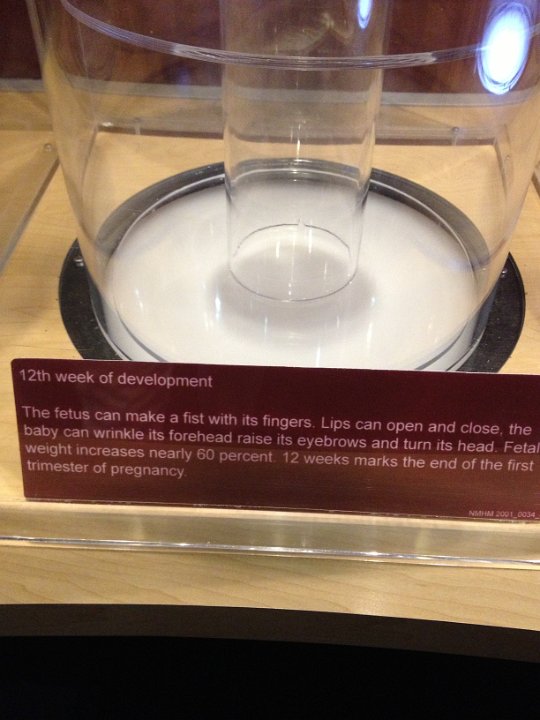 12th week of development
The fetus can make a fist with its fingers. Lips can open and close, the
baby can wrinkle its forehead raise its eyebrows and turn its head. Fetal
weight increases nearly 60 percent. 12 weeks marks the end of the first
trimester of pregnancy.
NMHM 2001_0034_